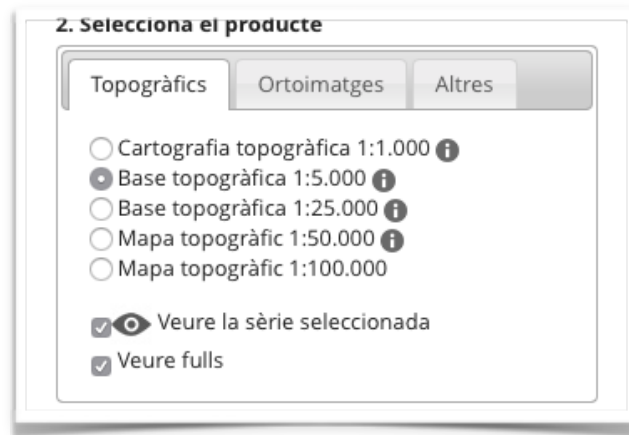 2. Selecciona el producte
Topogràfics Ortoimatges Altres
Cartografia topogràfica 1:1.000
Base topogràfica 1:5.000
Base topogràfica 1:25.000
Mapa topogràfic 1:50.000
Mapa topogràfic 1:100.000
Veure la sèrie seleccionada
Veure fulls